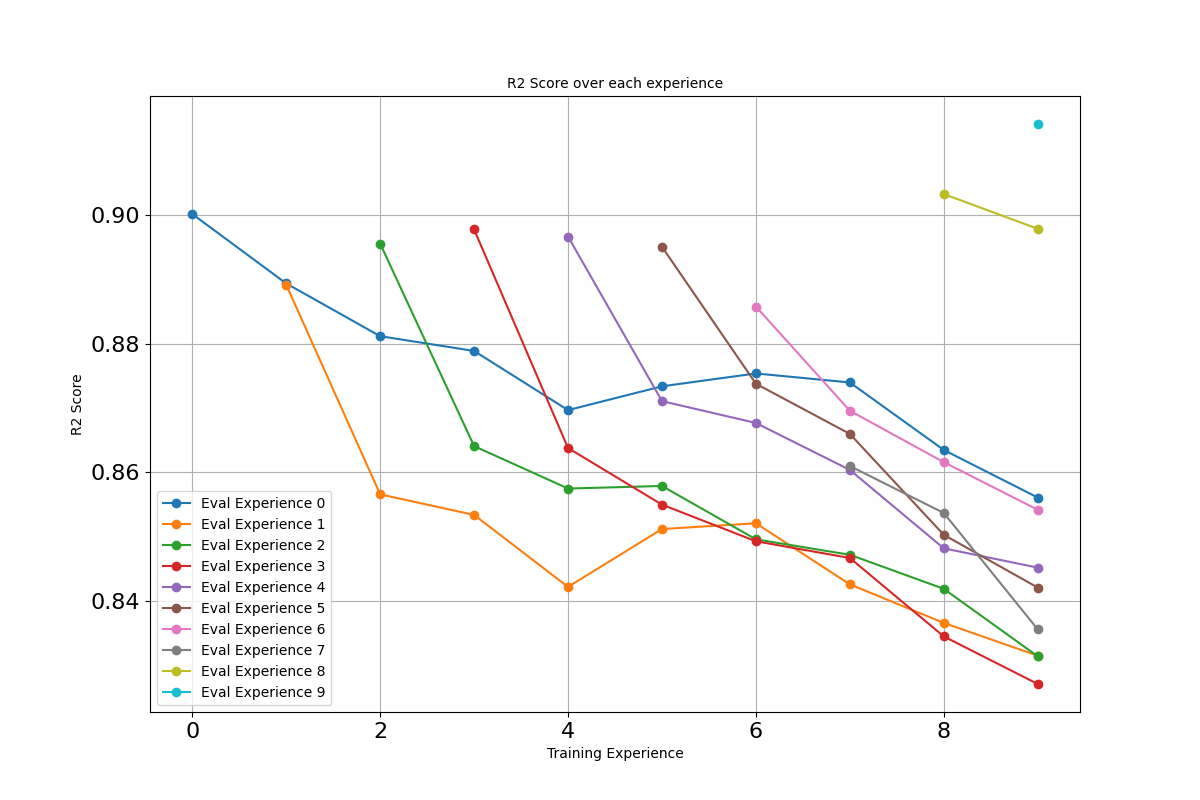 R2 Score over each experience
0.90
0.88
0.86
0.84
R2 Score
Eval Experience 0
Eval Experience 1
Eval Experience 2
Eval Experience 3
Eval Experience 4
Eval Experience 5
Eval Experience 6
Eval Experience 7
Eval Experience 8
Eval Experience 9
0 2 4 6 8
Training Experience